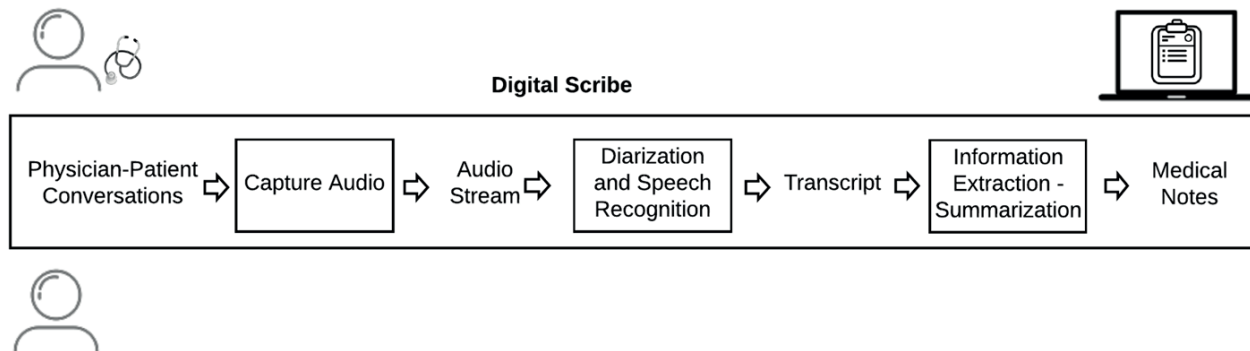 Digital Scribe
Physician-Patient
Conversations
Capture Audio
Audio
Stream
Diarization
and Speech
Recognition
Transcript
Information
Extraction -
Summarization
Medical
Notes